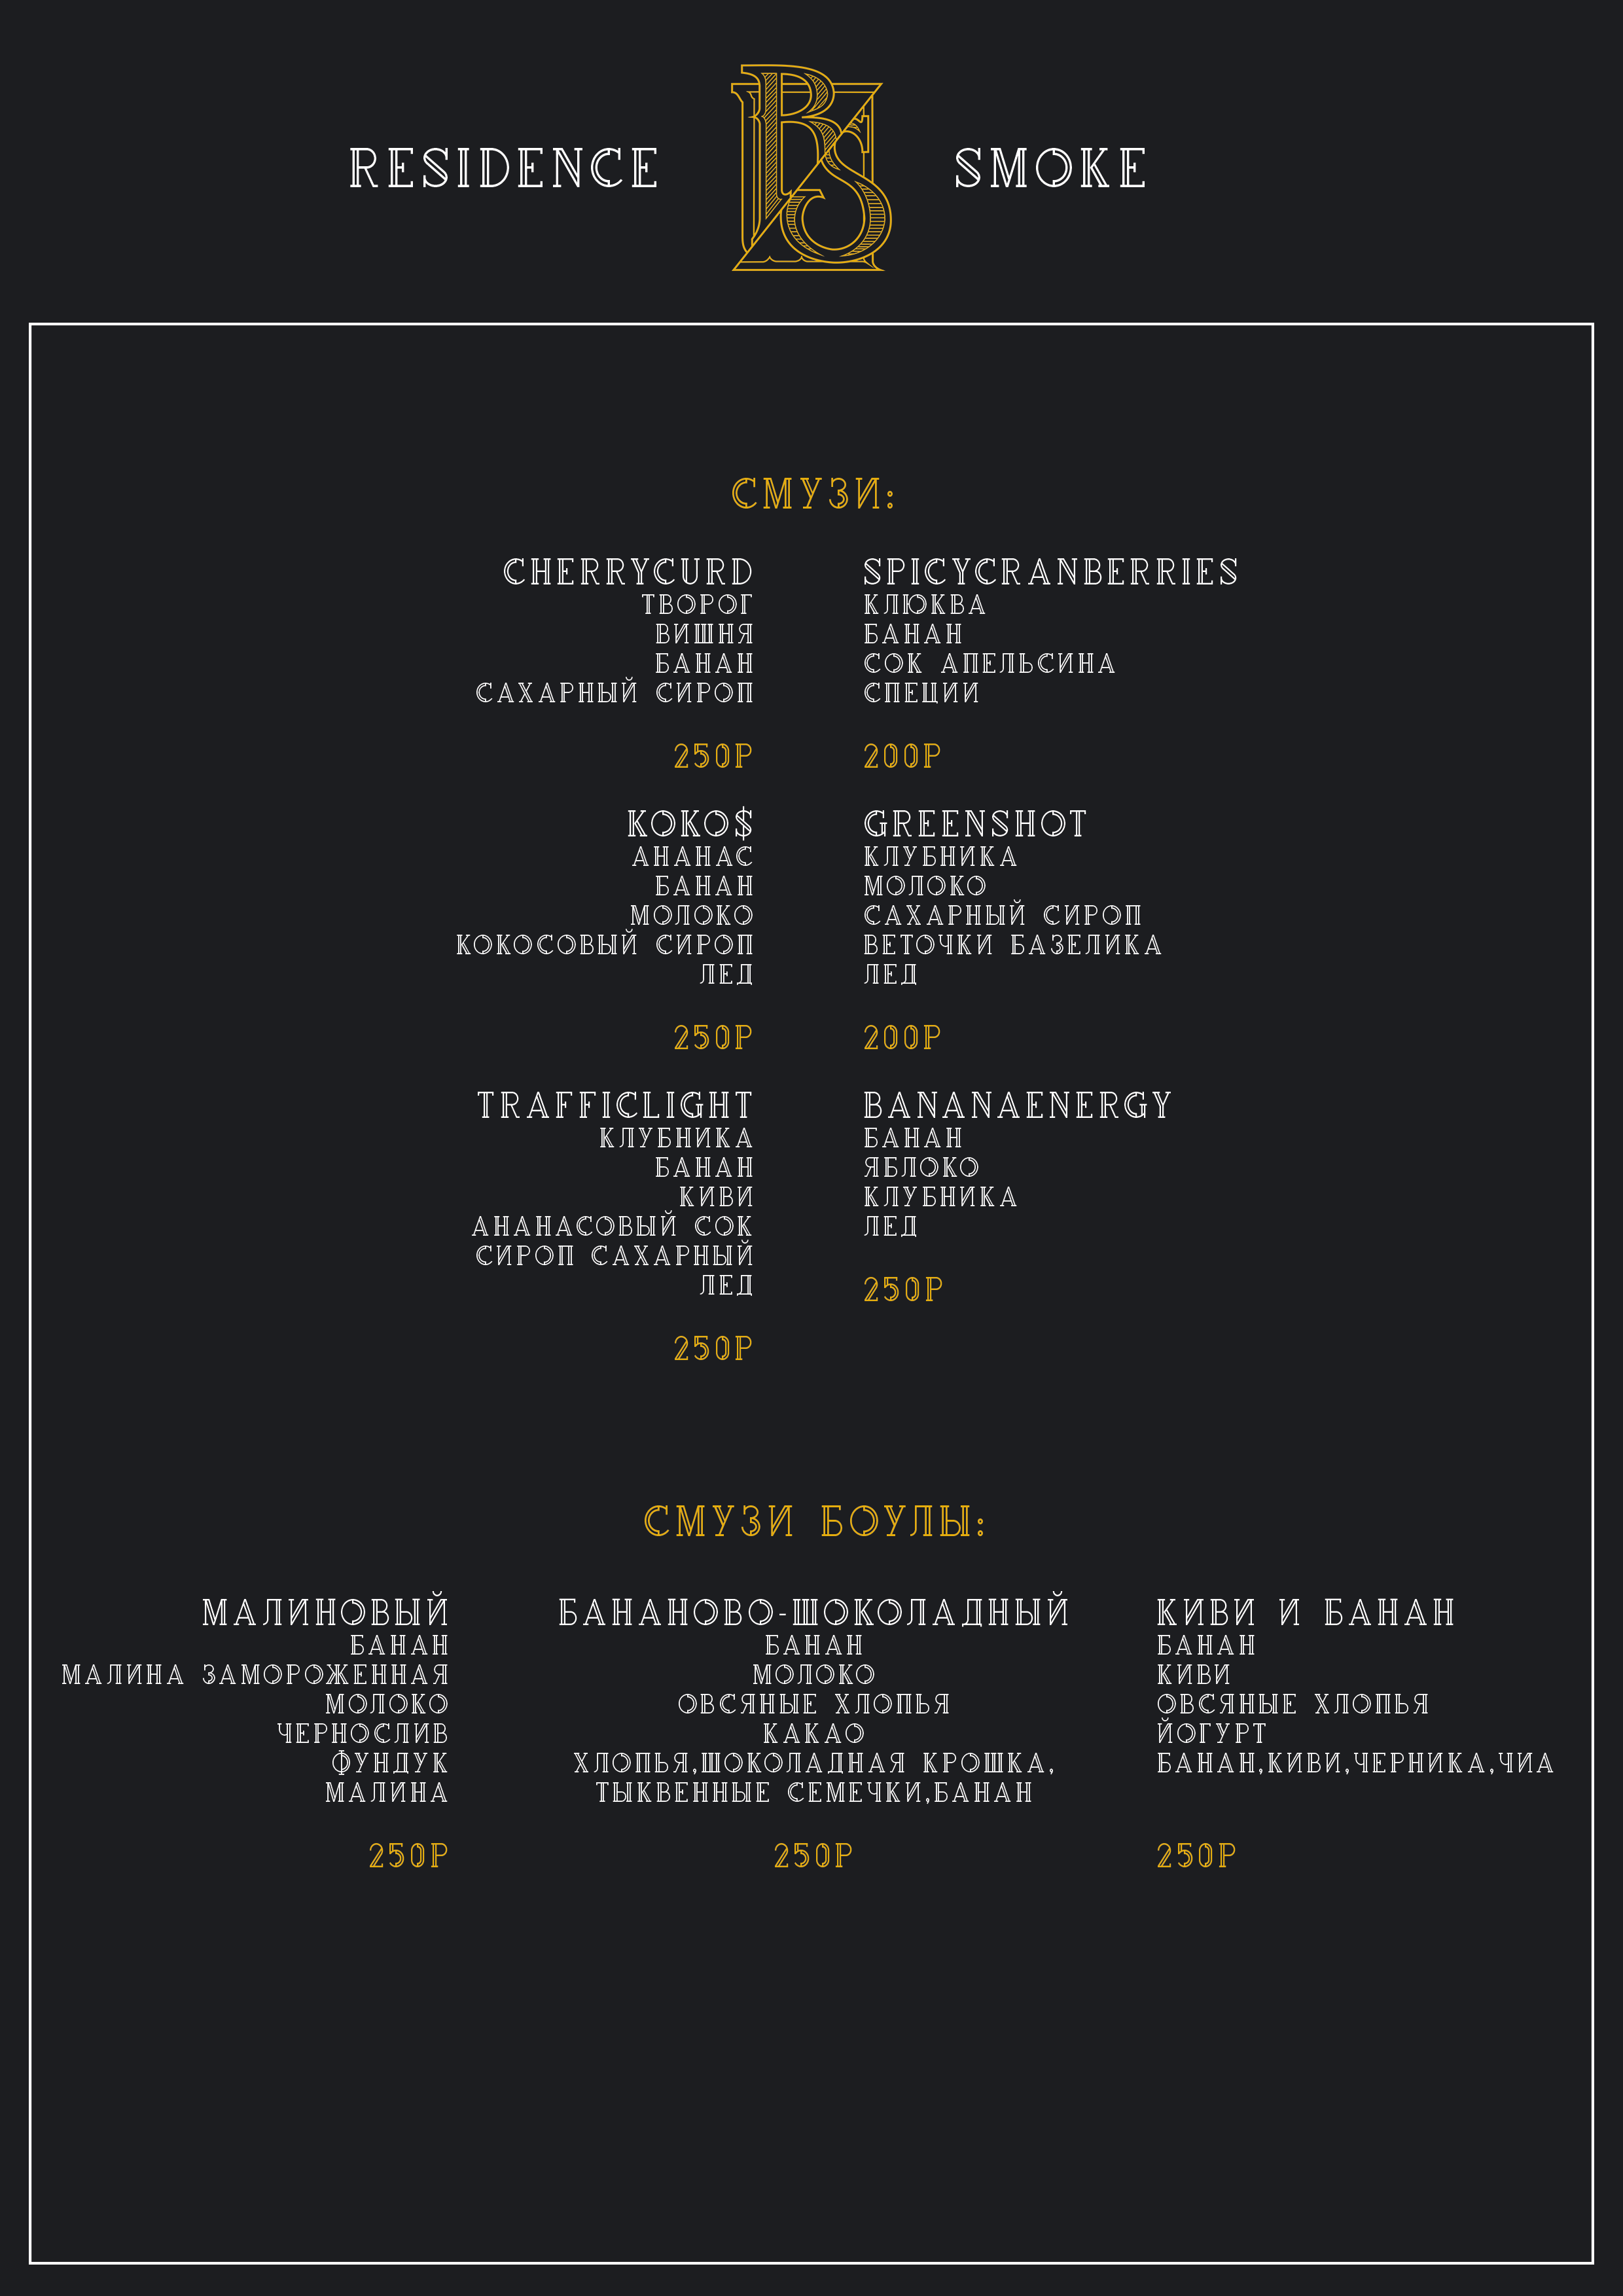 RESIDENCE
SMOKE
СМУЗИ:
CHERRYCURD
ТВОРОГ
ВИШНЯ
БАНАН
САХАРНЫЙ СИРОП
250Р
SPICYCRANBERRIES
КЛЮКВА
БАНАН
СОК АПЕЛЬСИНА
СПЕЦИИ
200Р
KOKO$
АНАНАС
БАНАН
МОЛОКО
КОКОСОВЫЙ СИРОП
ЛЕД
250Р
GREENSHOT
КЛУБНИКА
МОЛОКО
САХАРНЫЙ СИРОП
ВЕТОЧКИ БАЗЕЛИКА
ЛЕД
200Р
TRAFFICLIGHT
КЛУБНИКА
БАНАН
КИВИ
АНАНАСОВЫЙ СОК
СИРОП САХАРНЫЙ
ЛЕД
250Р
BANANAENERGY
БАНАН
ЯБЛОКО
КЛУБНИКА
ЛЕД
250Р
СМУЗИ БОУЛЫ:
МАЛИНОВЫЙ
БАНАН
МАЛИНА ЗАМОРОЖЕННАЯ
МОЛОКО
ЧЕРНОСЛИВ
ФУНДУК
МАЛИНА
250Р
БАНАНОВО-ШОКОЛАДНЫЙ
БАНАН
МОЛОКО
ОВСЯНЫЕ ХЛОПЬЯ
КАКАО
ХЛОПЬЯ,ШОКОЛАДНАЯ КРОШКА,
ТЫКВЕННЫЕ СЕМЕЧКИ,БАНАН
250Р
КИВИ И БАНАН
БАНАН
КИВИ
ОВСЯНЫЕ ХЛОПЬЯ
ЙОГУРТ
БАНАН,КИВИ,ЧЕРНИКА,ЧИА
250Р